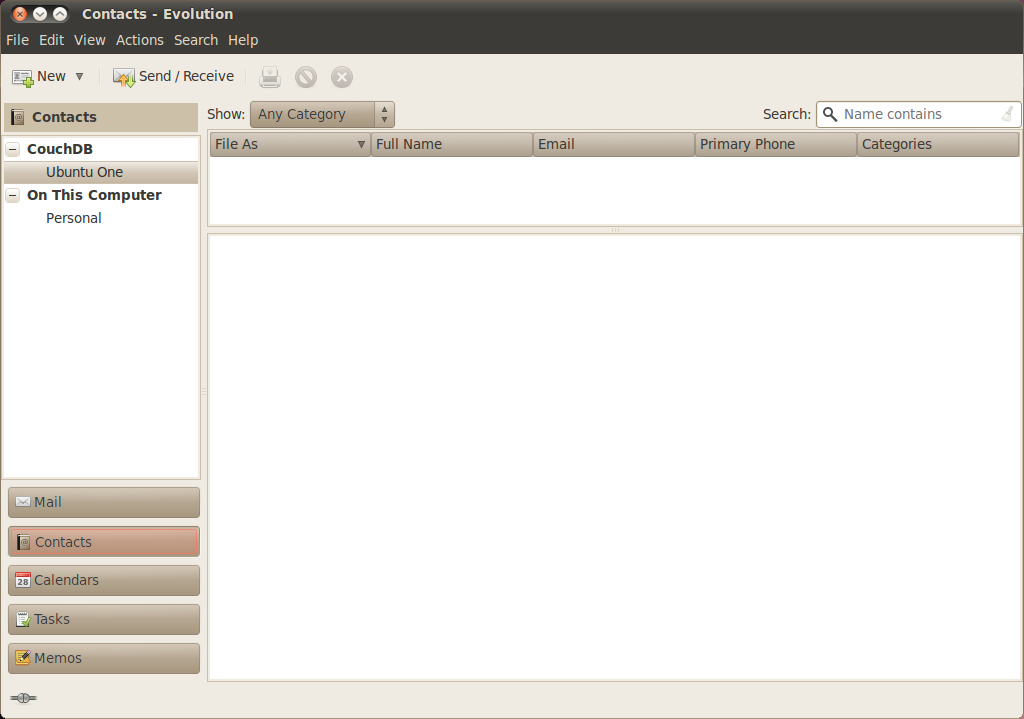 Contacts - Evolution
File Edit View Actions Search Help
New Send / Receive
Contacts
Show: Any Category Search: Name contains
File As Full Name Email Primary Phone Categories
CouchDB
Ubuntu One
On This Computer
Personal
Mail
Contacts
28 Calendars
Tasks
Memos